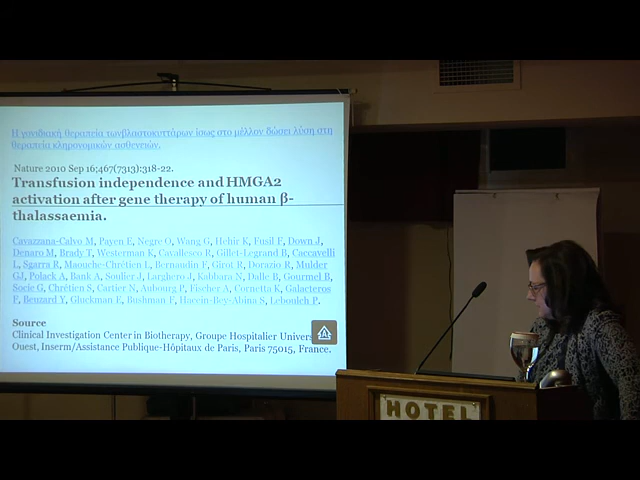 Η γονιδιακή θεραπεία τωνβλαστοκυττάρων ίσως στο μέλλον δώσει λύση στη
θεραπεία κληρονομικών ασθενειών.
Nature 2010 Sep 16;467(7313):318-22.
Transfusion independence and HMGA2
activation after gene therapy of human β-
thalassaemia.
Cavazzana-Calvo M, Payen E, Negre O, Wang G, Hehir K, Fusil F, Down J,
Denaro M, Brady T, Westerman K, Cavallesco R, Gillet-Legrand B, Caccavelli
L, Sgarra R, Maouche-Chrétien L, Bernaudin F, Girot R, Dorazio R, Mulder
GJ, Polack A, Bank A, Soulier J, Larghero J, Kabbara N, Dalle B, Gourmel B,
Socie G, Chrétien S, Cartier N, Aubourg P, Fischer A, Cornetta K, Galacteros
F, Beuzard Y, Gluckman E, Bushman F, Hacein-Bey-Abina S, Leboulch P.
Source
Clinical Investigation Center in Biotherapy, Groupe Hospitalier
Ouest, Inserm/Assistance Publique-Hôpitaux de Paris, Paris 75015, France.
HOTEL